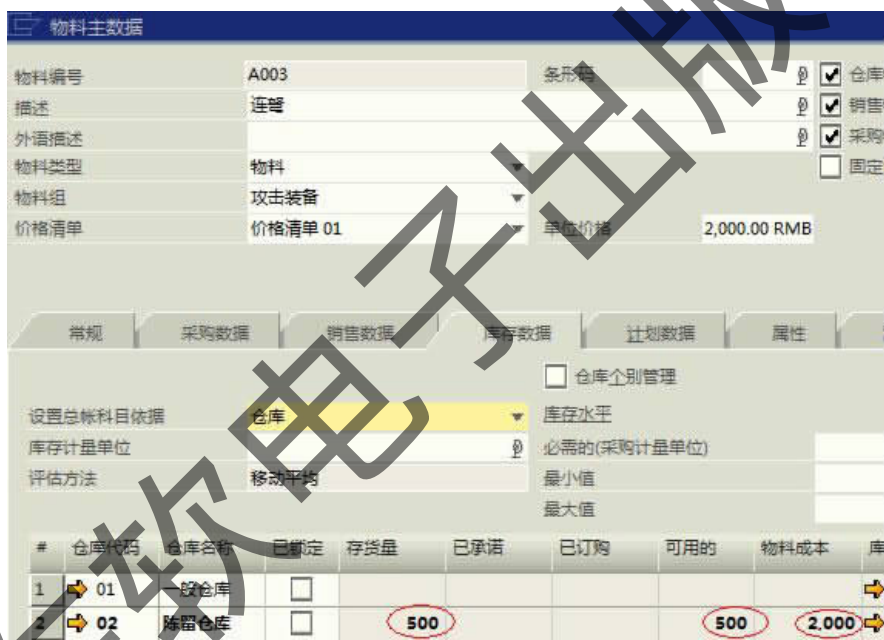 物料主数据
物料编号 A003 条形码 仓库
描述 连弩 销售
外语描述 采购
物料类型 物料 固定
物料组 攻击装备
价格清单 价格清单 01 单位价格 2,000.00 RMB
常规 采购数据 销售数据 库存数据 计划数据 属性
仓库个别管理
设置总帐科目依据 仓库 库存水平
库存计量单位 必需的(采购计量单位)
评估方法 移动平均 最小值
最大值
# 仓库代码 仓库名称 已锁定 存货量 已承诺 已订购 可用的 物料成本 库
1 01 一般仓库
2 02 陈留仓库 500 500 2,000
软电子出版